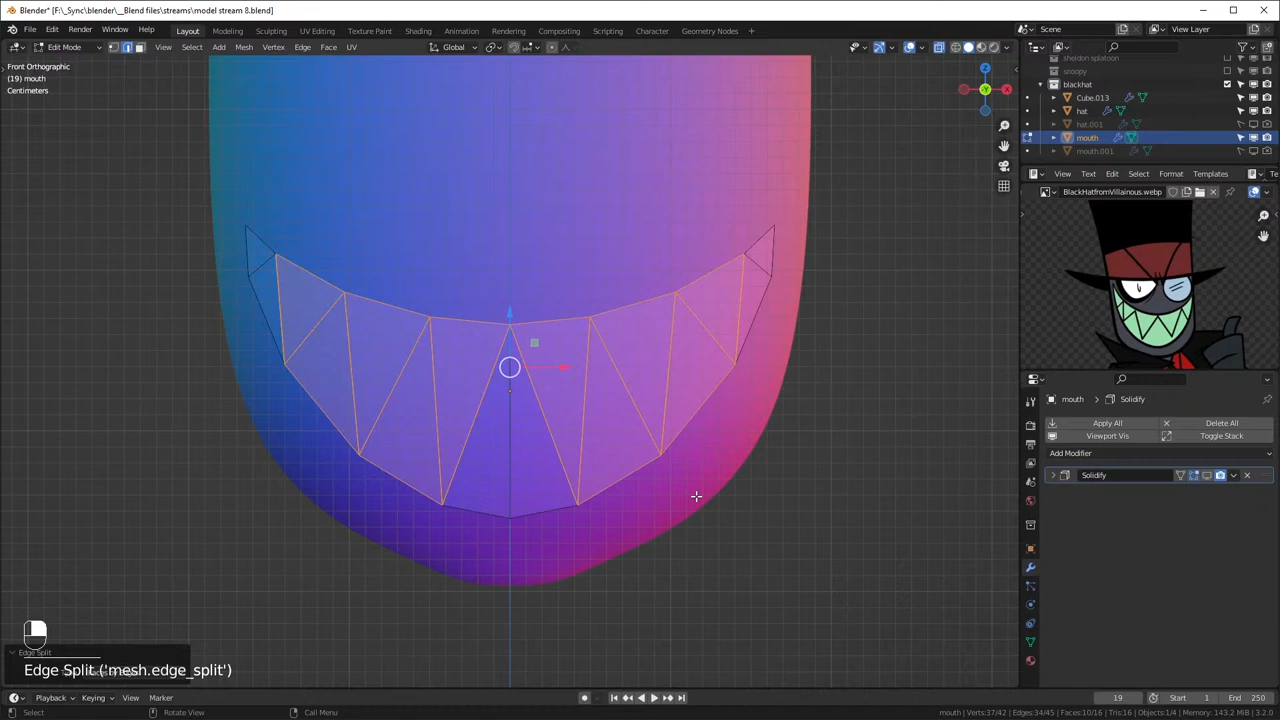 Blender* [F:\_Sync\blender\__Blend files\streams\model stream 8.blend]
File Edit Render Window Help Layout Modeling Sculpting UV Editing Texture Paint Shading Animation Rendering Compositing Scripting Character Geometry Nodes
Scene View Layer
Edit Mode View Select Add Mesh Vertex Edge Face UV Global
Front Orthographic
(19) mouth
Centimeters
sheldon splatoon
snoopy
blackhat
Cube.013
hat
hat.001
mouth
mouth.001
View Text Edit Select Format Templates
BlackHatfromVillainous.webp
mouth > Solidify
Apply All Delete All
Viewport Vis Toggle Stack
Add Modifier
Solidify
Edge Split
Edge Split ('mesh.edge_split')
Playback Keying View Marker 19 Start 1 End 250
Select Rotate View Call Menu mouth | Verts:37/42 | Edges:34/45 | Faces:10/16 | Tris:16 | Objects:1/4 | Memory: 143.2 MiB | 3.2.0